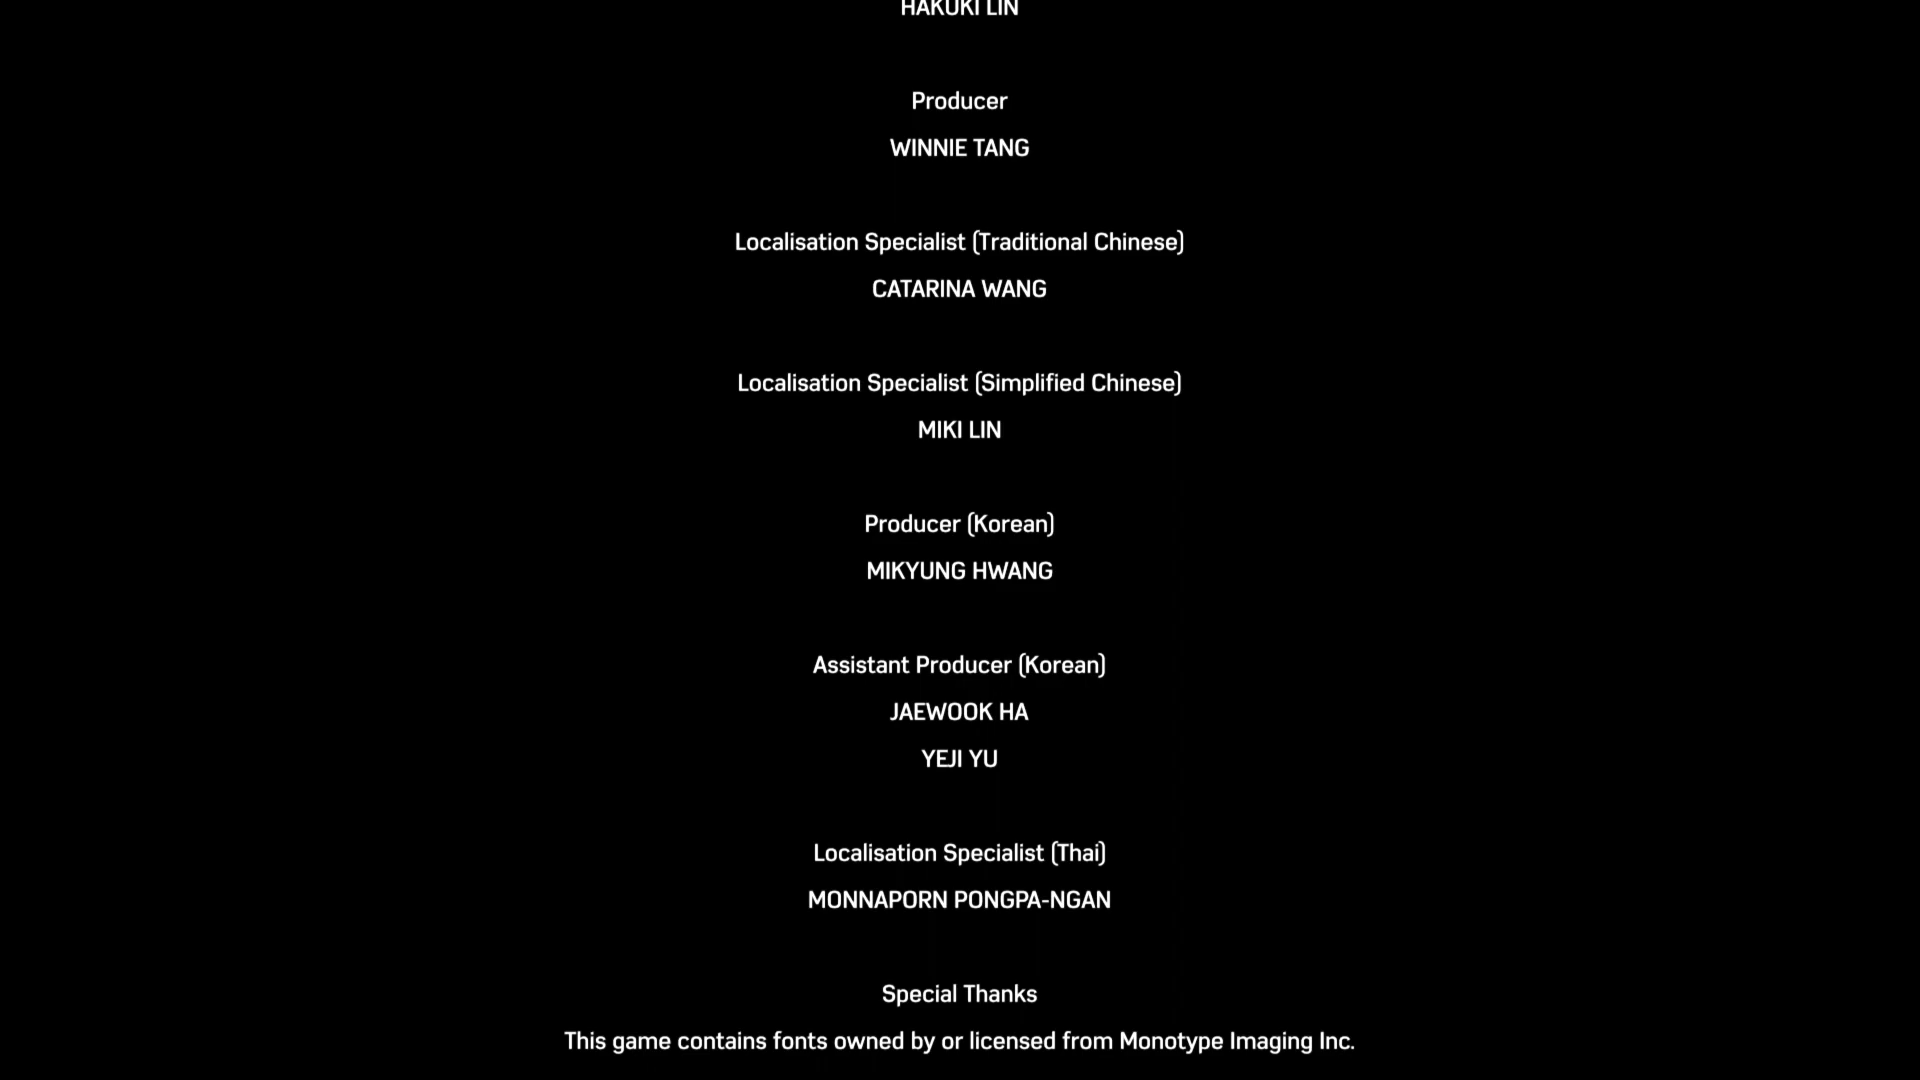 HAKUKI LIN
Producer
WINNIE TANG
Localisation Specialist (Traditional Chinese)
CATARINA WANG
Localisation Specialist (Simplified Chinese)
MIKI LIN
Producer (Korean)
MIKYUNG HWANG
Assistant Producer (Korean)
JAEWOOK HA
YEJI YU
Localisation Specialist (Thai)
MONNAPORN PONGPA-NGAN
Special Thanks
This game contains fonts owned by or licensed from Monotype Imaging Inc.